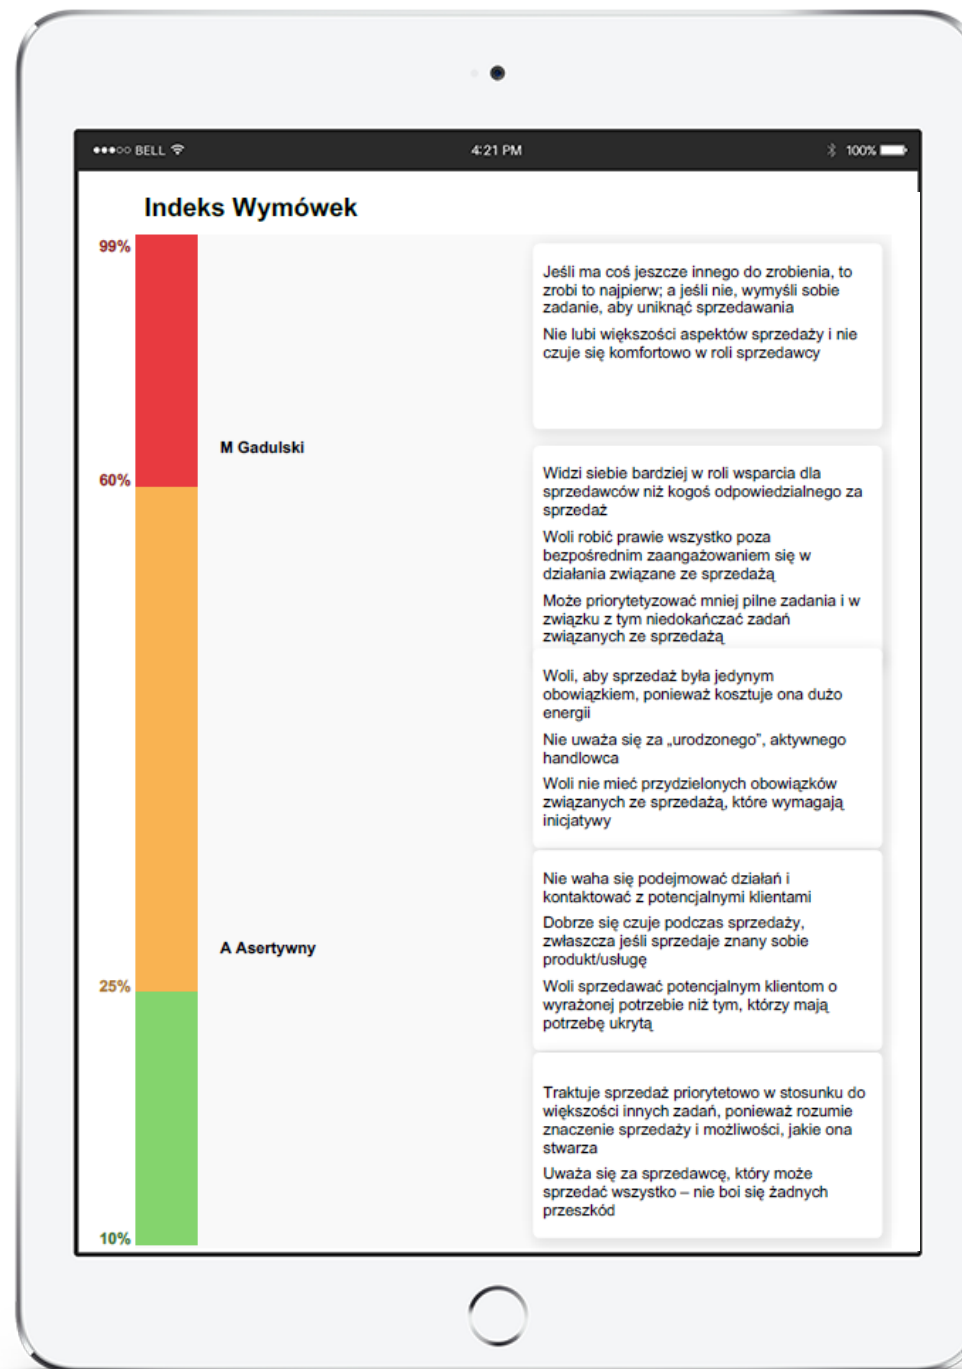 BELL
4:21 PM
100%
Indeks Wymówek
99%
Jeśli ma coś jeszcze innego do zrobienia, to
zrobi to najpierw; a jeśli nie, wymyśli sobie
zadanie, aby uniknąć sprzedawania
Nie lubi większości aspektów sprzedaży i nie
czuje się komfortowo w roli sprzedawcy
M Gadulski
60%
Widzi siebie bardziej w roli wsparcia dla
sprzedawców niż kogoś odpowiedzialnego za
sprzedaż
Woli robić prawie wszystko poza
bezpośrednim zaangażowaniem się w
działania związane ze sprzedażą
Może priorytetyzować mniej pilne zadania i w
związku z tym niedokańczać zadań
związanych ze sprzedażą
Woli, aby sprzedaż była jedynym
obowiązkiem, ponieważ kosztuje ona dużo
energii
Nie uważa się za „urodzonego”, aktywnego
handlowca
Woli nie mieć przydzielonych obowiązków
związanych ze sprzedażą, które wymagają
inicjatywy
Nie waha się podejmować działań i
kontaktować z potencjalnymi klientami
Dobrze się czuje podczas sprzedaży,
zwłaszcza jeśli sprzedaje znany sobie
produkt/usługę
A Asertywny
25%
Woli sprzedawać potencjalnym klientom o
wyrażonej potrzebie niż tym, którzy mają
potrzebę ukrytą
Traktuje sprzedaż priorytetowo w stosunku do
większości innych zadań, ponieważ rozumie
znaczenie sprzedaży i możliwości, jakie ona
stwarza
Uważa się za sprzedawcę, który może
sprzedać wszystko – nie boi się żadnych
przeszkód
10%